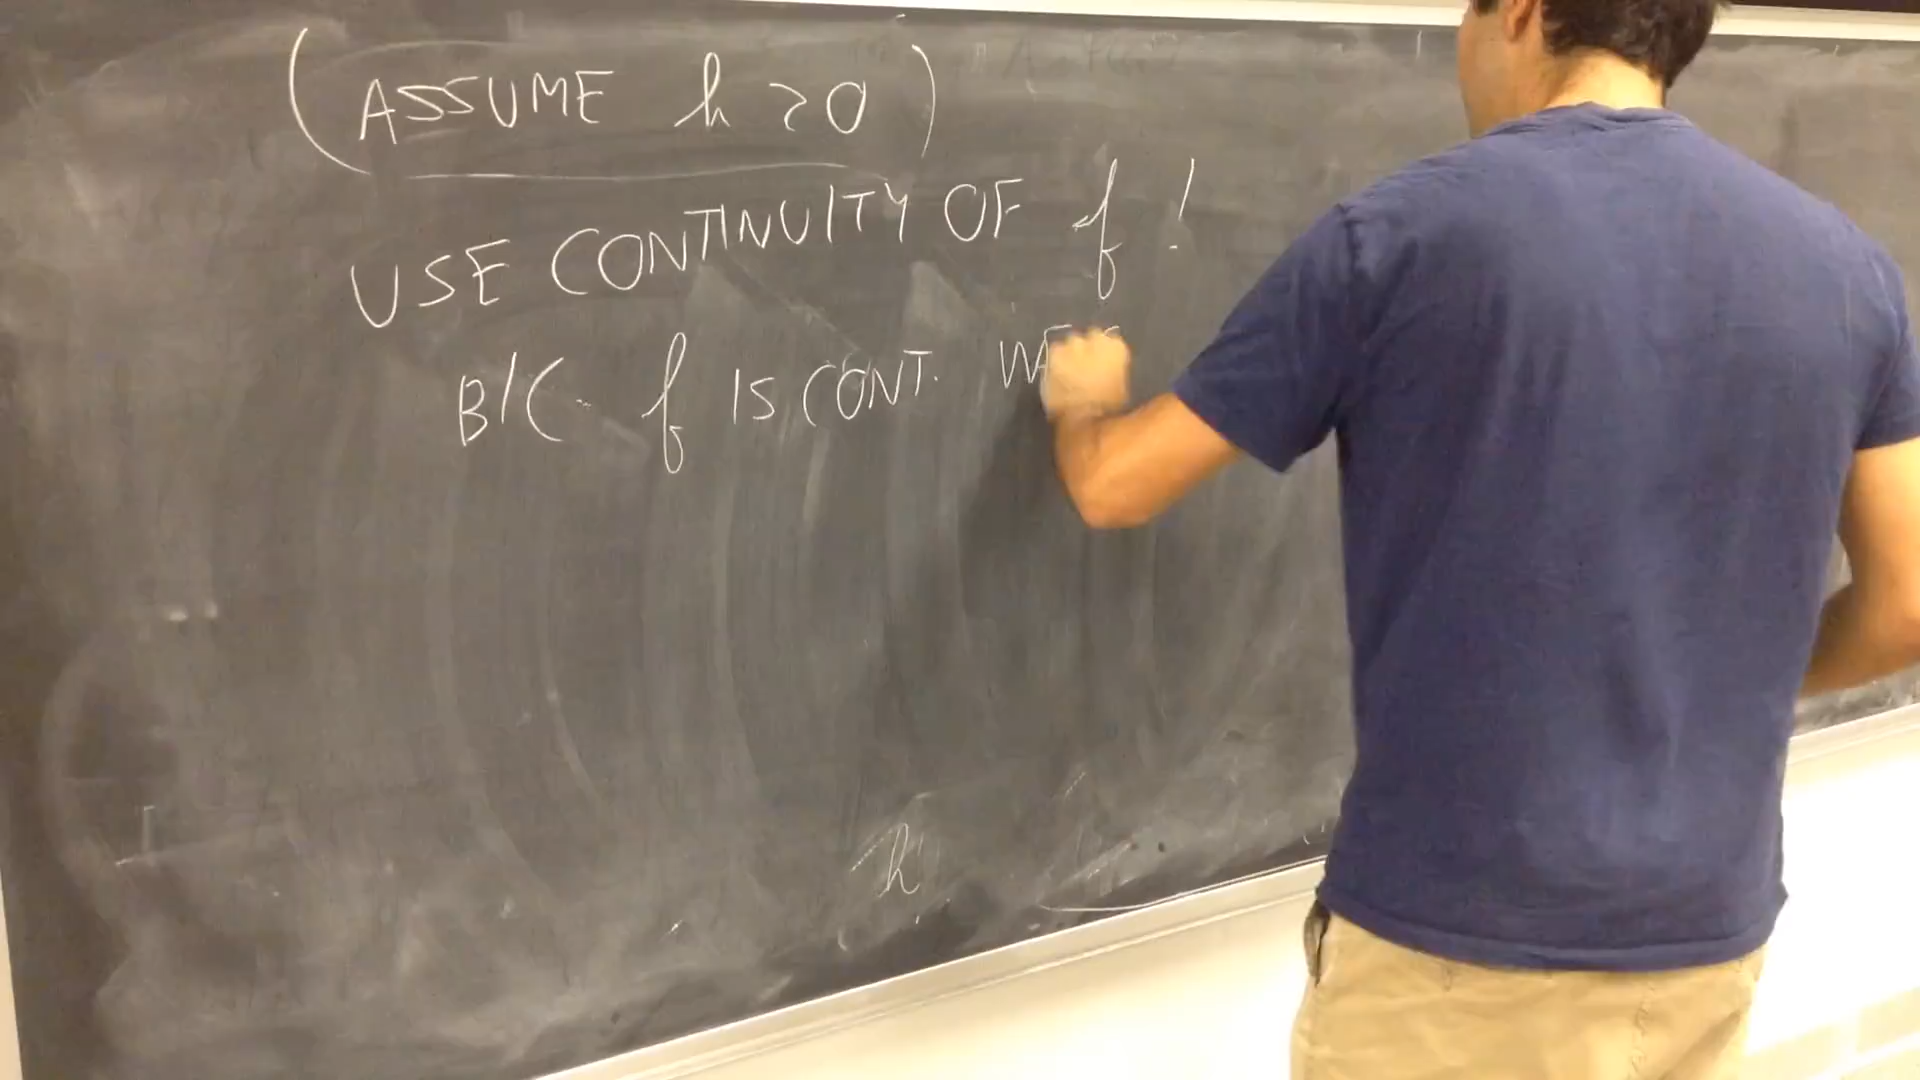 (ASSUME h > 0)
USE CONTINUITY OF f !
B/C f IS CONT.
h